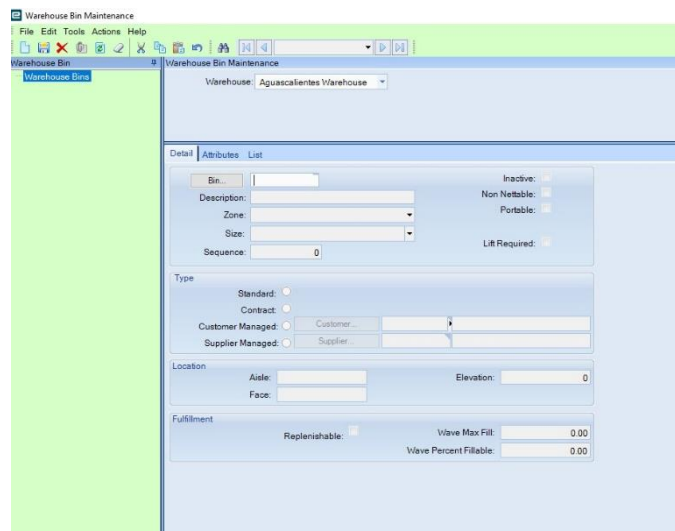 Warehouse Bin Maintenance
File Edit Tools Actions Help
Warehouse Bin
Warehouse Bins
Warehouse Bin Maintenance
Warehouse: Aguascalientes Warehouse
Detail Attributes List
Bin... Inactive:
Description: Non Nettable:
Zone: Portable:
Size:
Lift Required:
Sequence: 0
Type
Standard:
Contract:
Customer Managed: Customer...
Supplier Managed: Supplier...
Location
Aisle: Elevation: 0
Face:
Fulfillment
Replenishable: Wave Max Fill: 0.00
Wave Percent Fillable: 0.00